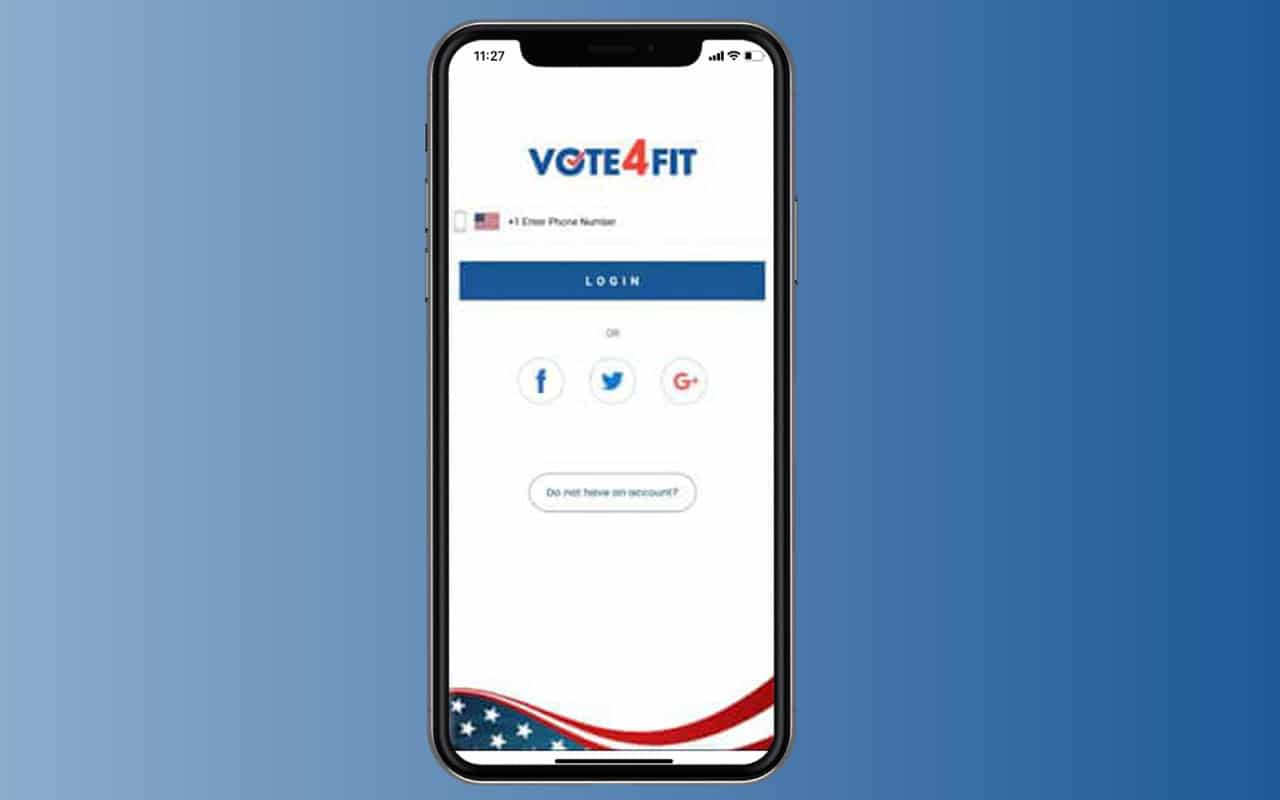 11:27
VOTE4FIT
+1 Enter Phone Number
LOGIN
OR
f G+
Do not have an account?